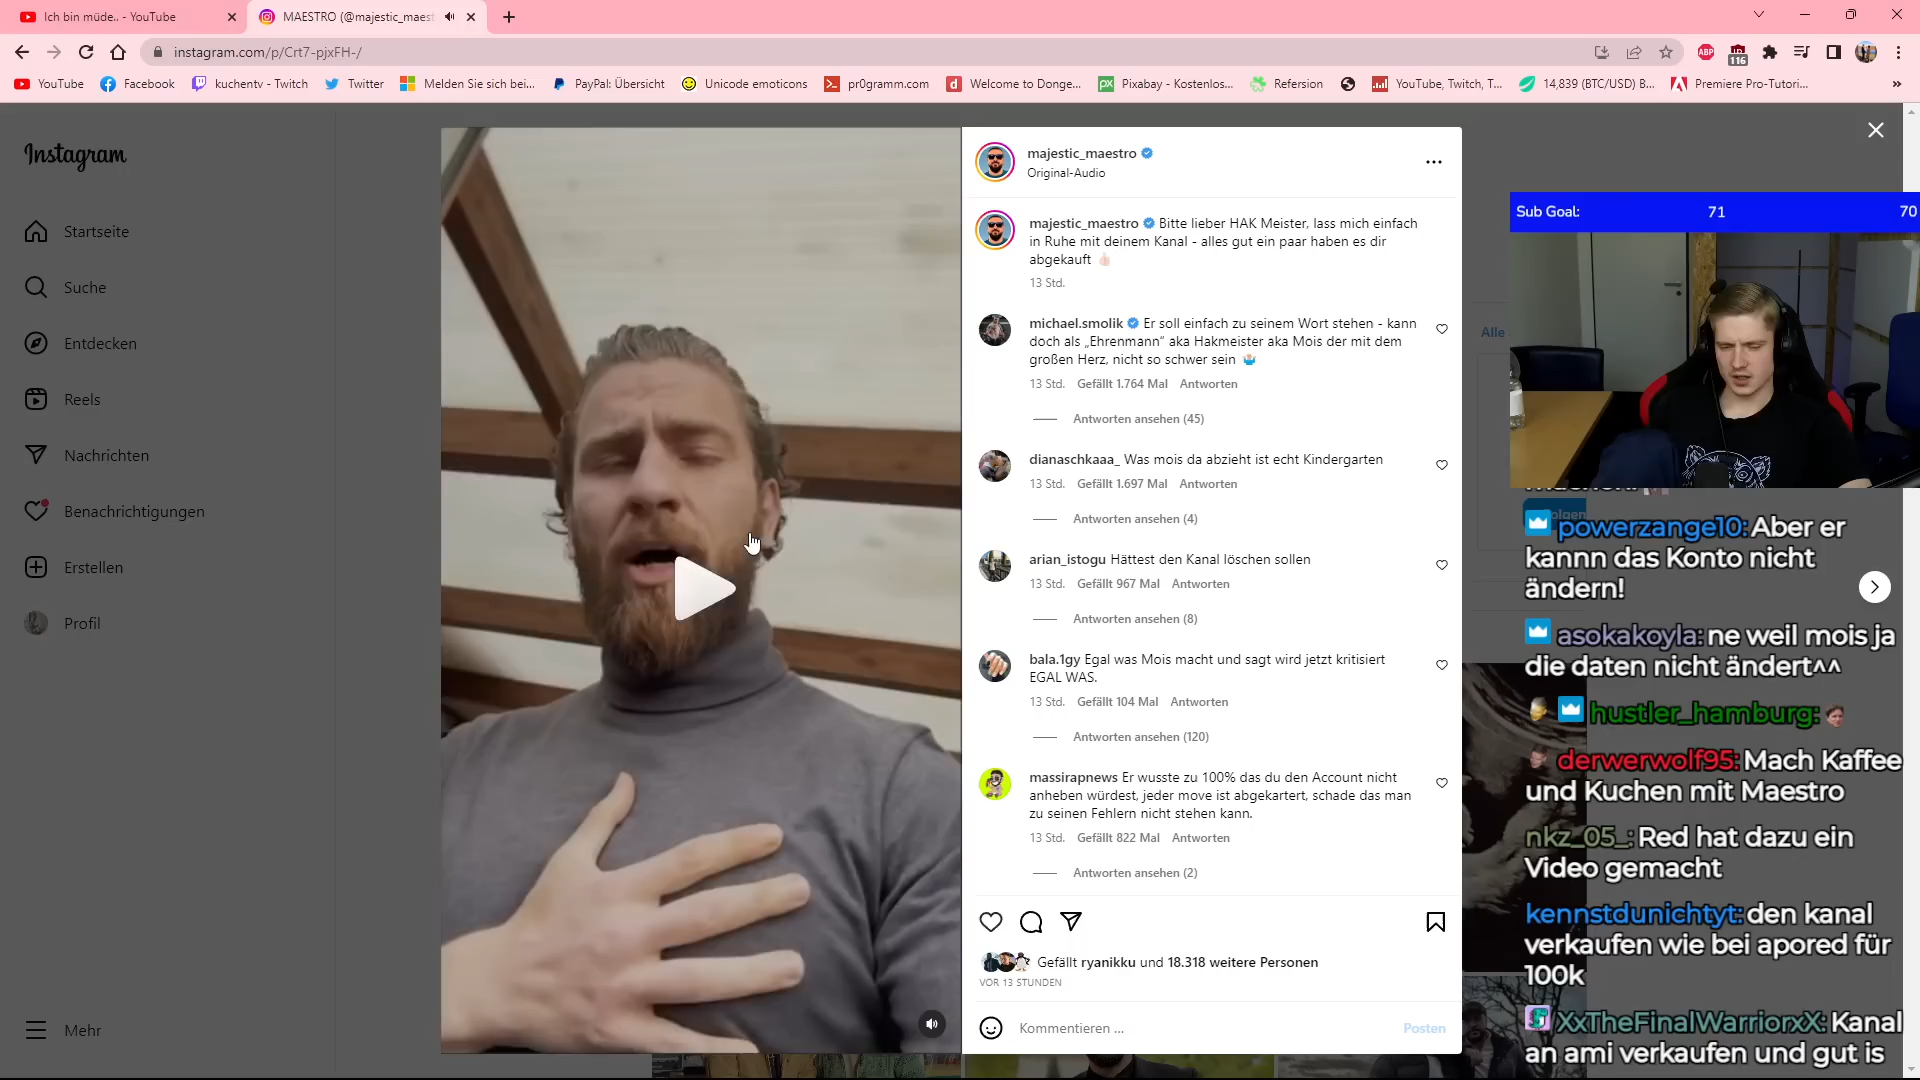 Ich bin müde.. - YouTube
MAESTRO (@majestic_maest
instagram.com/p/Crt7-pjxFH-/
ABP
116
YouTube
Facebook
kuchentv - Twitch
Twitter
Melden Sie sich bei...
PayPal: Übersicht
Unicode emoticons
pr0gramm.com
Welcome to Donge...
Pixabay - Kostenlos...
Refersion
YouTube, Twitch, T...
14,839 (BTC/USD) B...
Premiere Pro-Tutori...
Instagram
Startseite
Suche
Entdecken
Reels
Nachrichten
Benachrichtigungen
Erstellen
Profil
Mehr
majestic_maestro
Original-Audio
majestic_maestro Bitte lieber HAK Meister, lass mich einfach
in Ruhe mit deinem Kanal - alles gut ein paar haben es dir
abgekauft
13 Std.
michael.smolik Er soll einfach zu seinem Wort stehen - kann
doch als „Ehrenmann“ aka Hakmeister aka Mois der mit dem
großen Herz, nicht so schwer sein
13 Std. Gefällt 1.764 Mal Antworten
Antworten ansehen (45)
dianaschkaaa_ Was mois da abzieht ist echt Kindergarten
13 Std. Gefällt 1.697 Mal Antworten
Antworten ansehen (4)
arian_istogu Hättest den Kanal löschen sollen
13 Std. Gefällt 967 Mal Antworten
Antworten ansehen (8)
bala.1gy Egal was Mois macht und sagt wird jetzt kritisiert
EGAL WAS.
13 Std. Gefällt 104 Mal Antworten
Antworten ansehen (120)
massirapnews Er wusste zu 100% das du den Account nicht
anheben würdest, jeder move ist abgekartert, schade das man
zu seinen Fehlern nicht stehen kann.
13 Std. Gefällt 822 Mal Antworten
Antworten ansehen (2)
Gefällt ryanikku und 18.318 weitere Personen
VOR 13 STUNDEN
Kommentieren ...
Posten
Alle
Sub Goal: 71 70
powerzange10: Aber er
kannn das Konto nicht
ändern!
asokakoyla: ne weil mois ja
die daten nicht ändert^^
hustler_hamburg:
derwerwolf95: Mach Kaffee
und Kuchen mit Maestro
nkz_05_: Red hat dazu ein
Video gemacht
kennstdunichtyt: den kanal
verkaufen wie bei apored für
100k
XxTheFinalWarriorxX: Kanal
an ami verkaufen und gut is